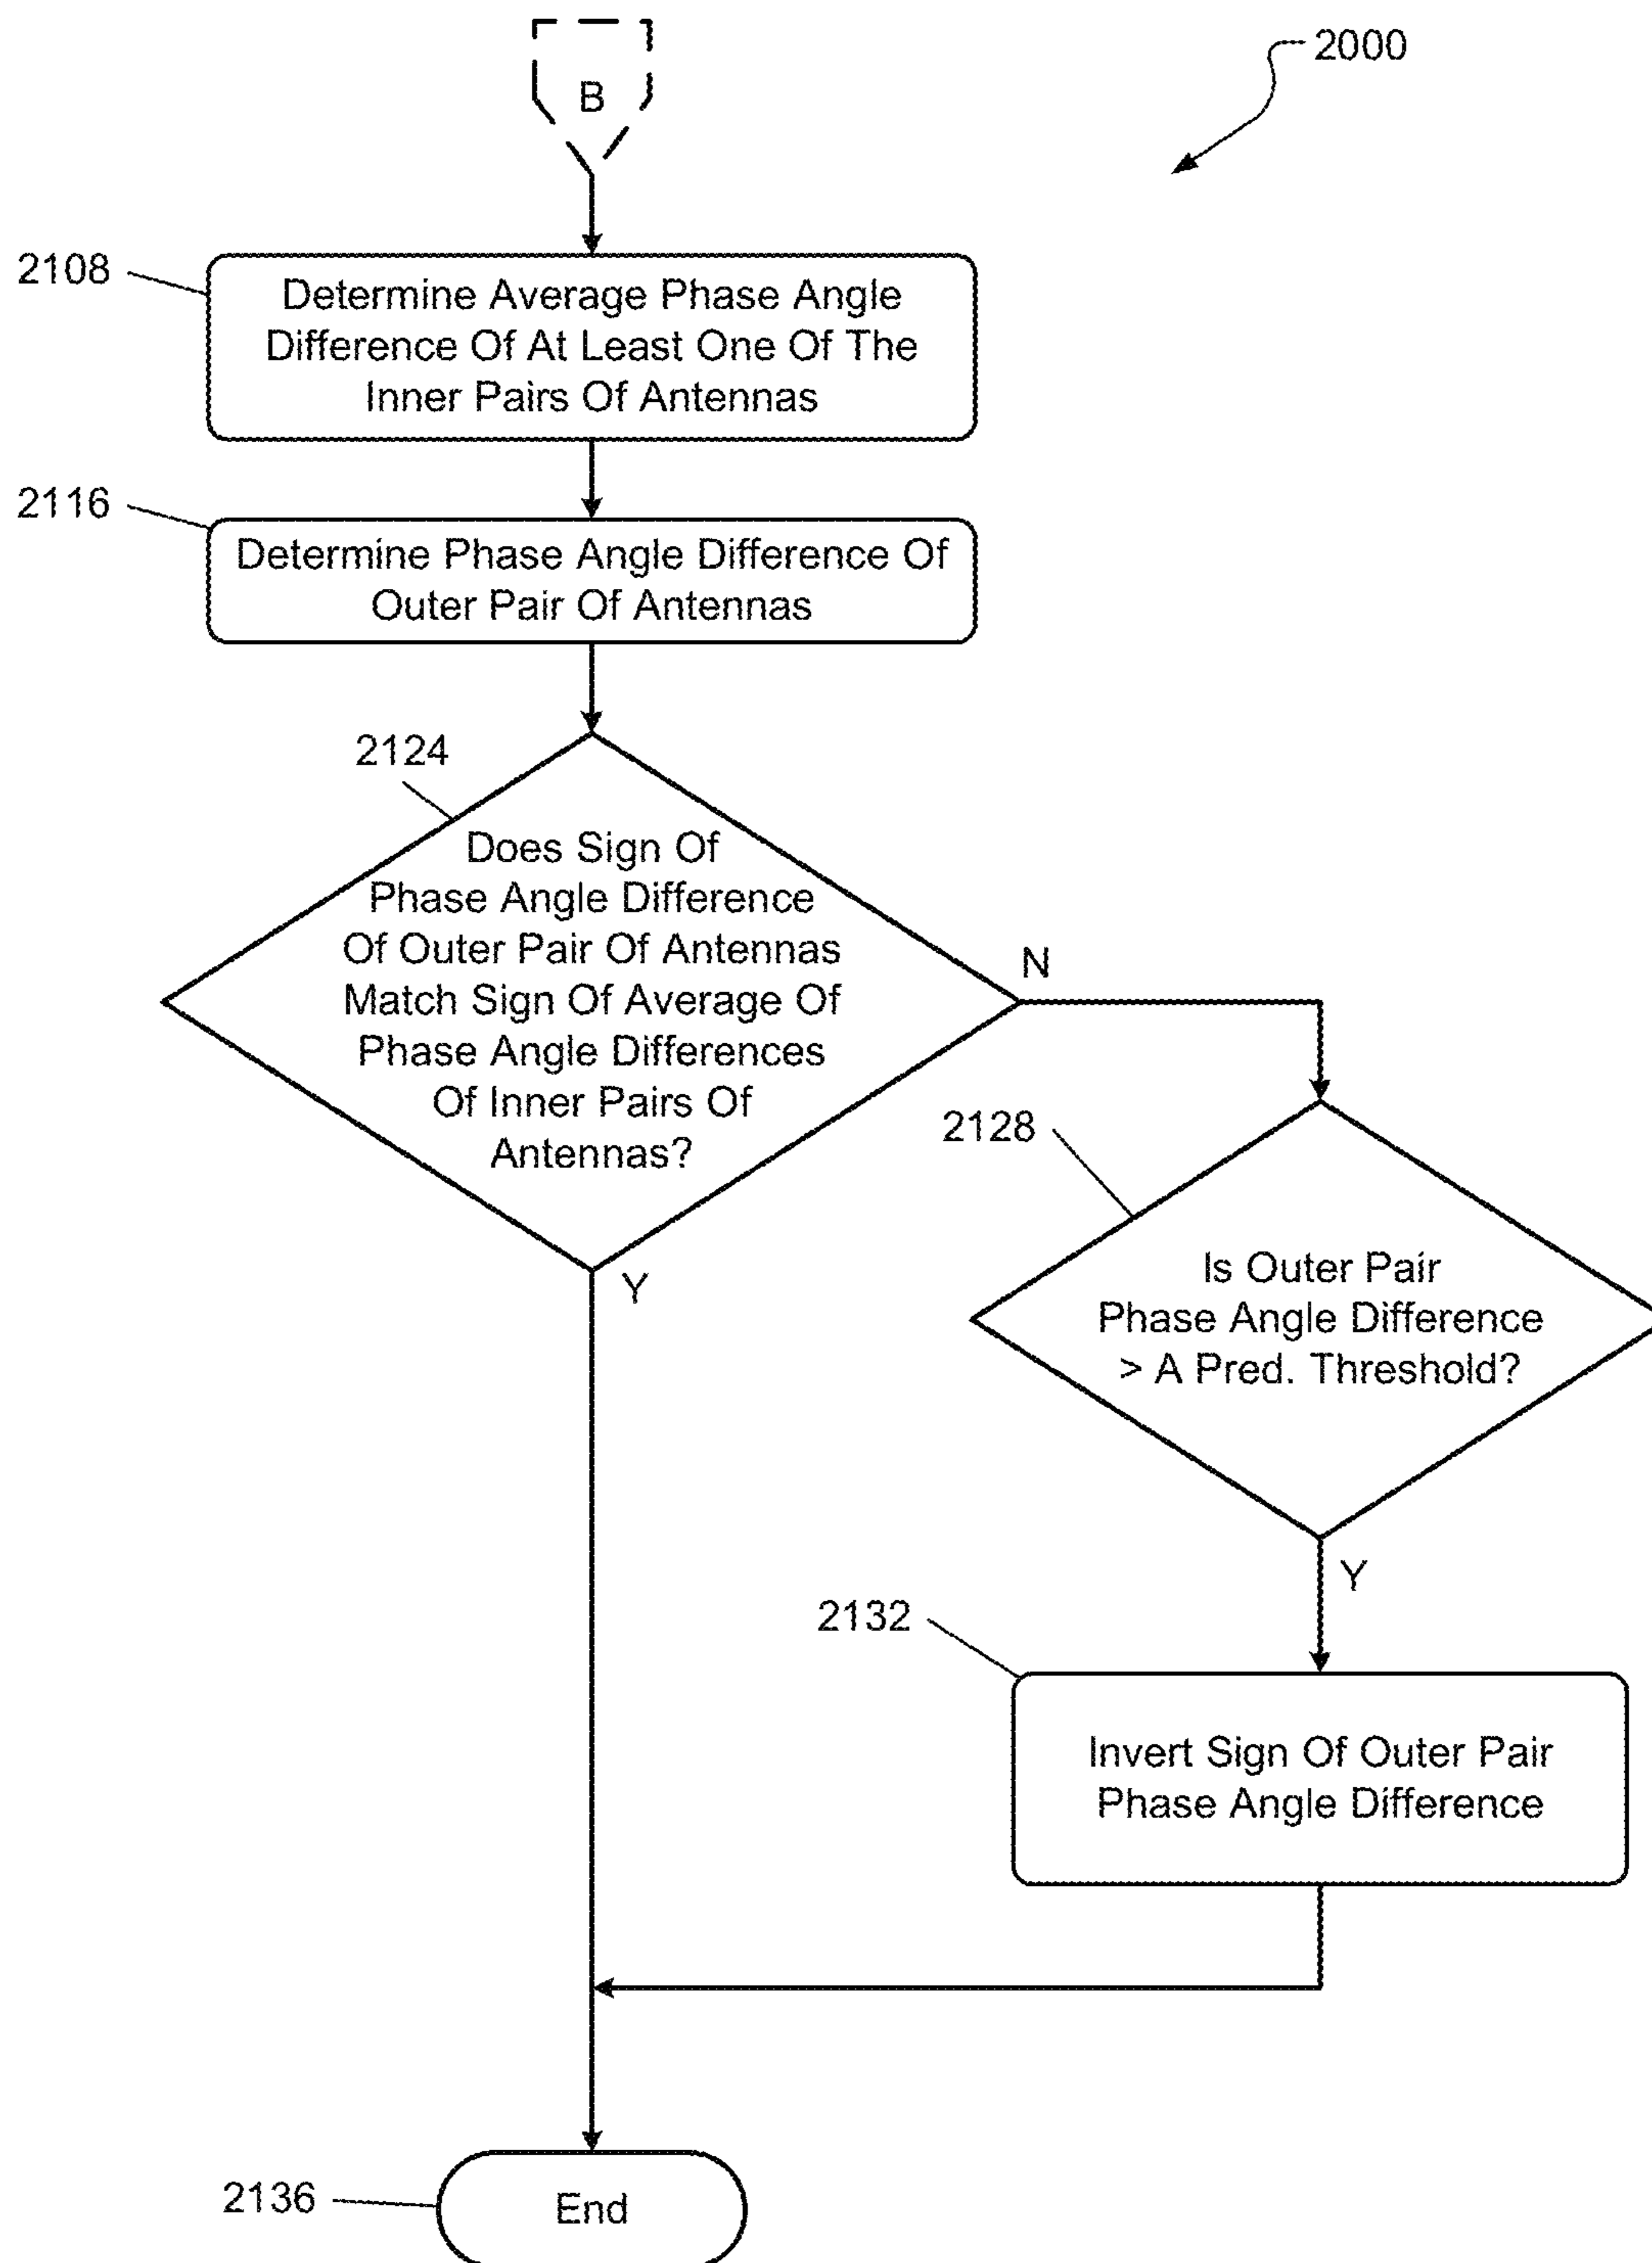 2000
B
2108
Determine Average Phase Angle
Difference Of At Least One Of The
Inner Pairs Of Antennas
2116
Determine Phase Angle Difference Of
Outer Pair Of Antennas
2124
Does Sign Of
Phase Angle Difference
Of Outer Pair Of Antennas
Match Sign Of Average Of
Phase Angle Differences
Of Inner Pairs Of
Antennas?
N
Y
2128
Is Outer Pair
Phase Angle Difference
> A Pred. Threshold?
Y
2132
Invert Sign Of Outer Pair
Phase Angle Difference
2136
End